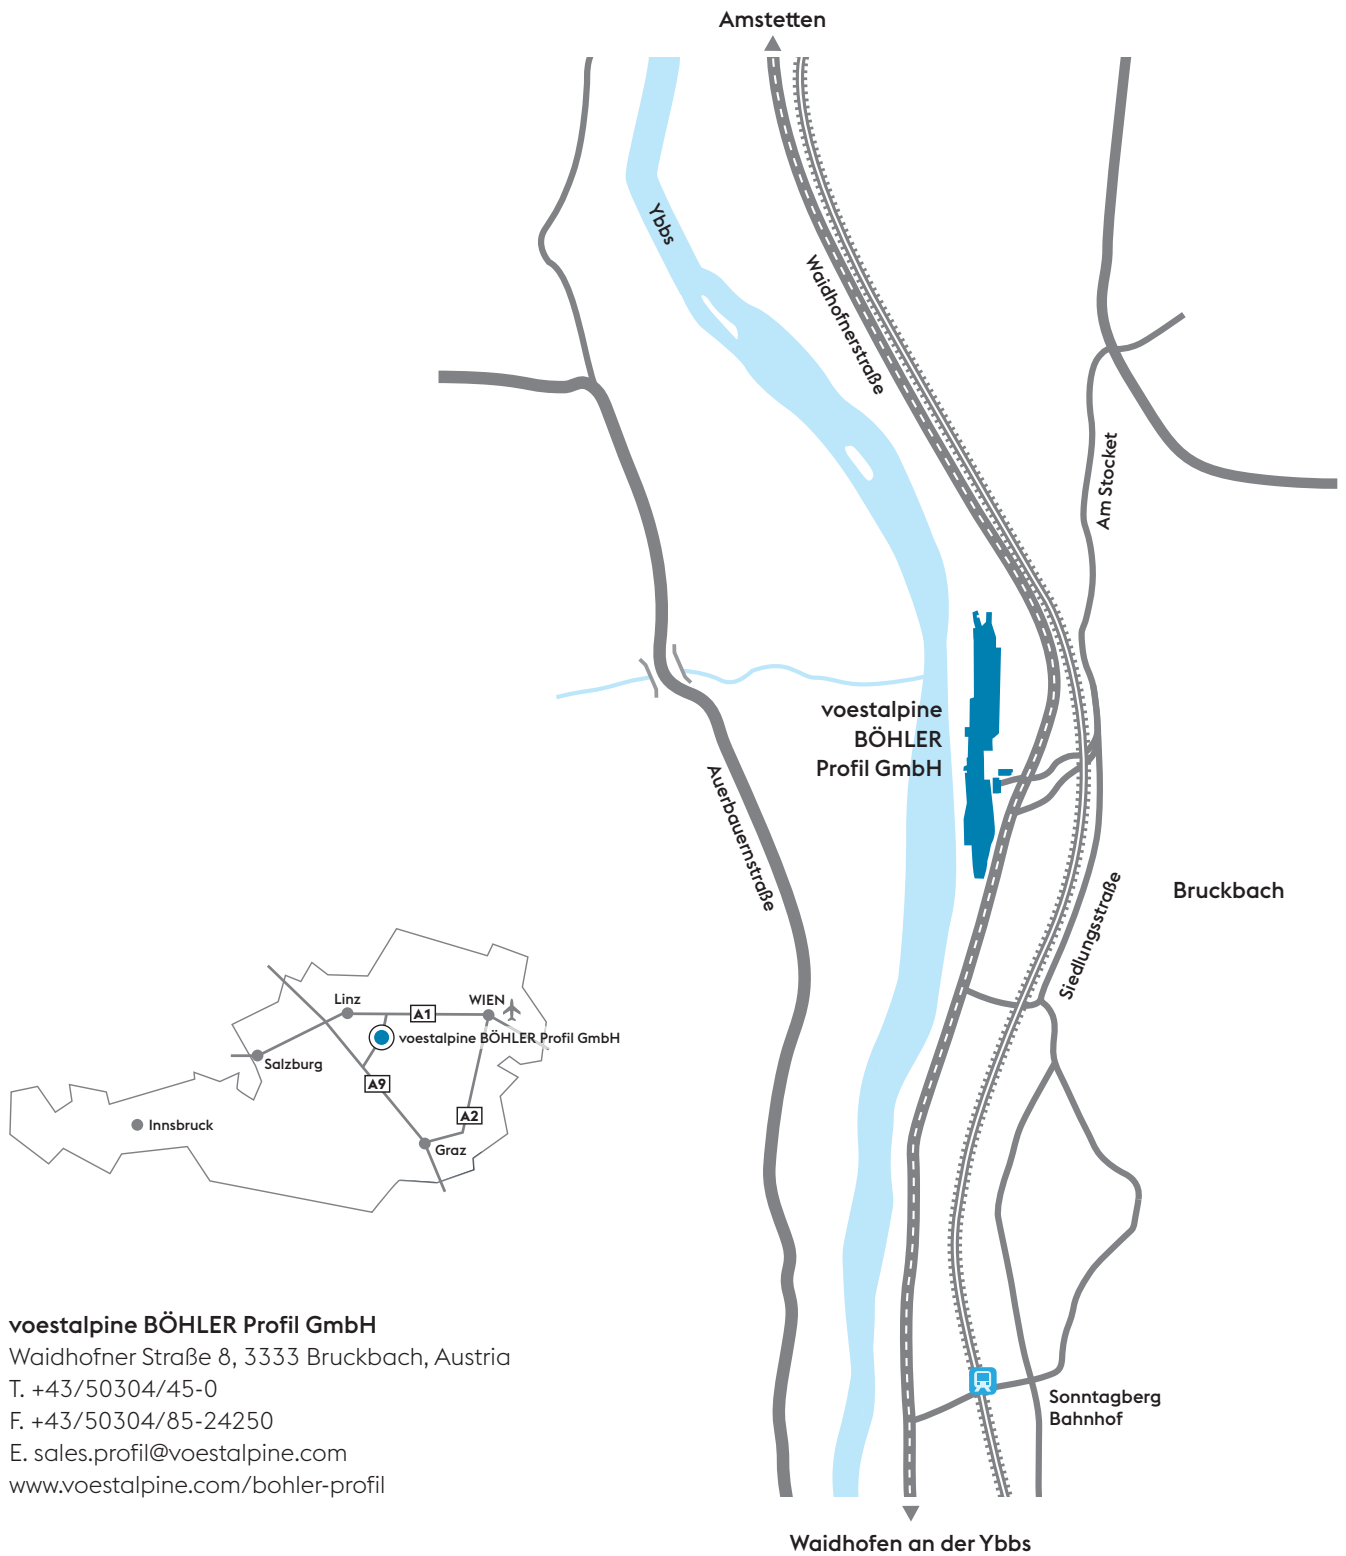 Amstetten
Ybbs
Waidhofnerstraße
Am Stocket
voestalpine
BÖHLER
Profil GmbH
Auerbauernstraße
Siedlungsstraße
Bruckbach
Linz
A1
WIEN
voestalpine BÖHLER Profil GmbH
Salzburg
A9
A2
Innsbruck
Graz
voestalpine BÖHLER Profil GmbH
Waidhofner Straße 8, 3333 Bruckbach, Austria
T. +43/50304/45-0
F. +43/50304/85-24250
E. sales.profil@voestalpine.com
www.voestalpine.com/bohler-profil
Sonntagberg
Bahnhof
Waidhofen an der Ybbs